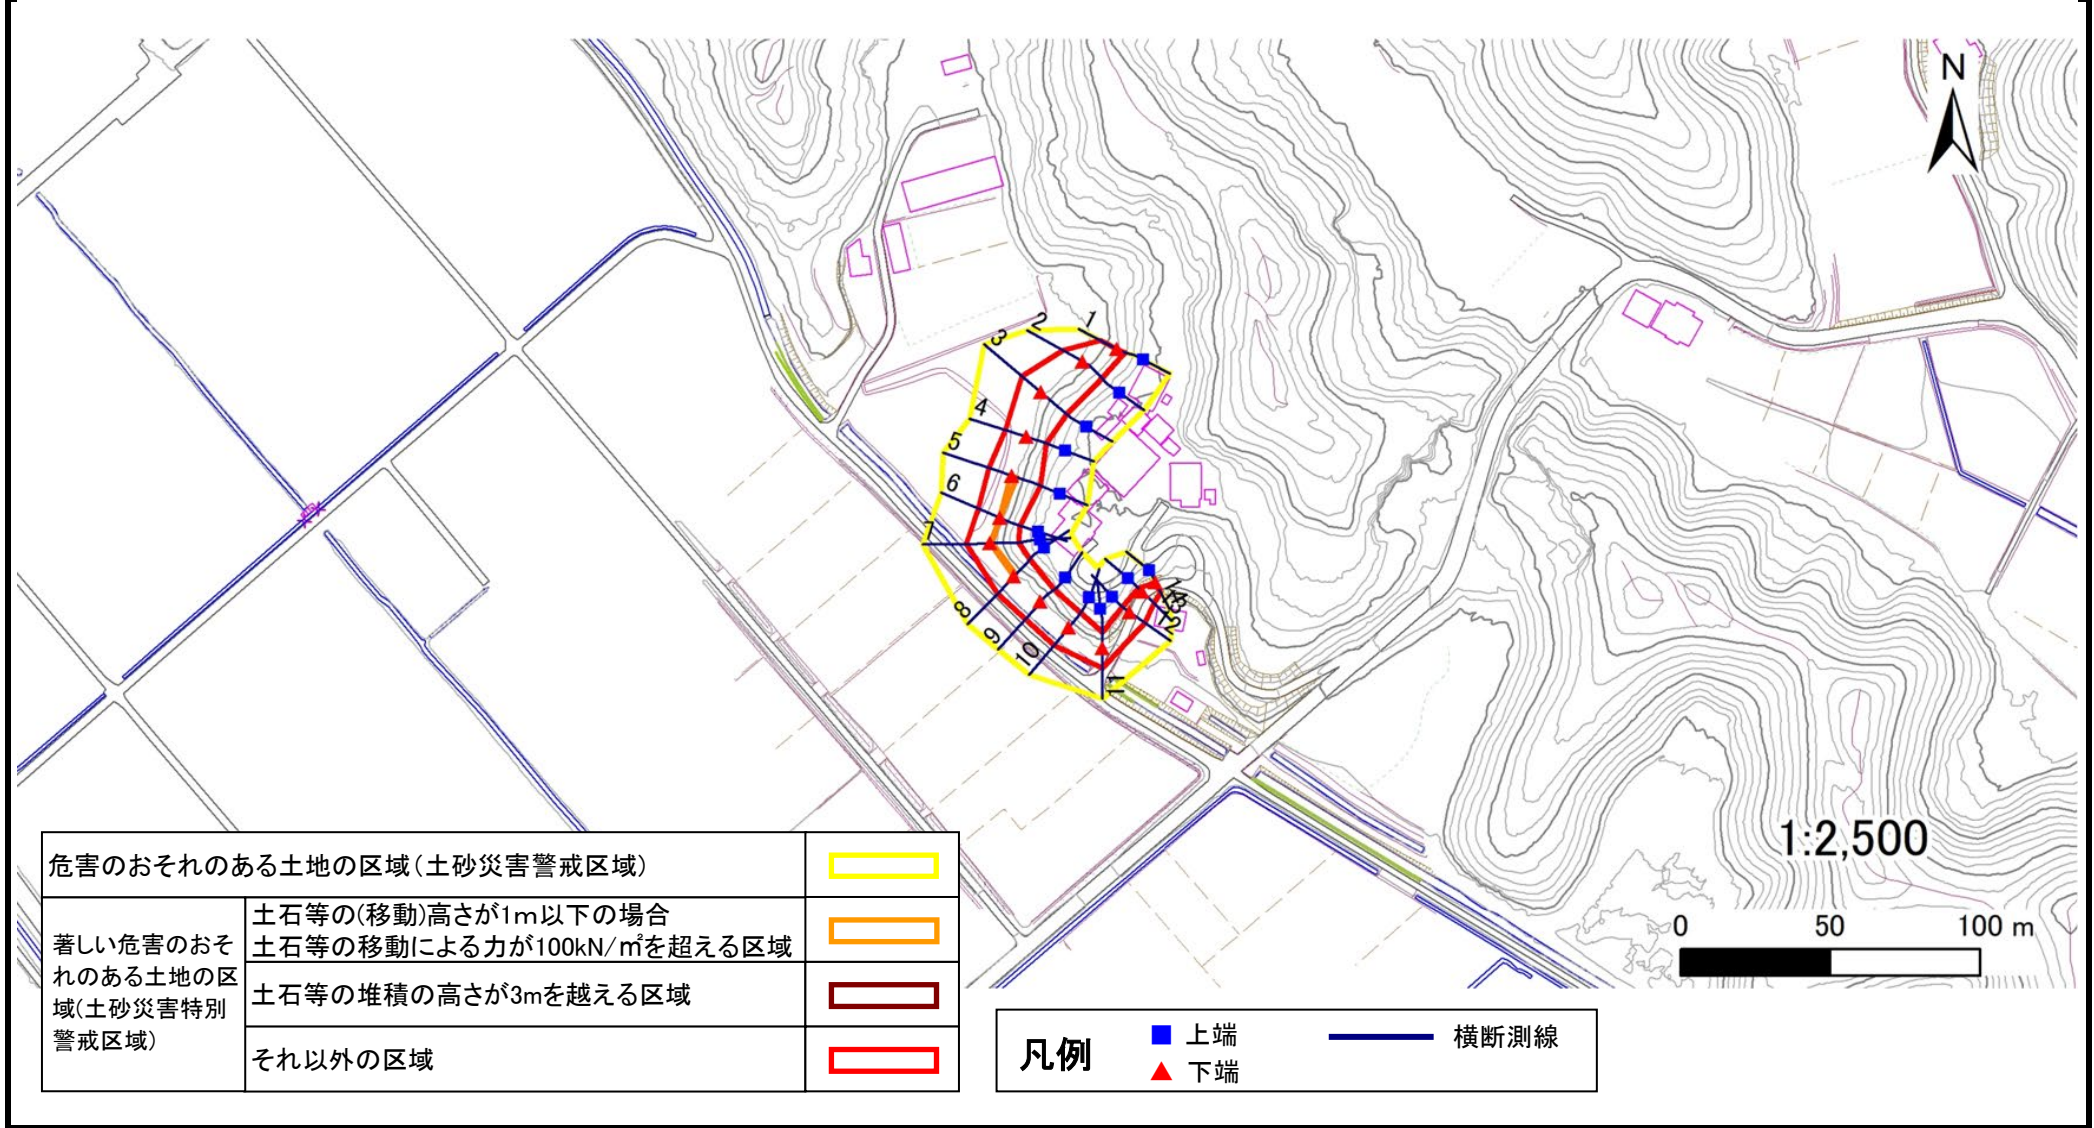 N
1
2
3
4
5
6
7
8
9
10
11
12
13
14
1:2,500
0 50 100 m
危害のおそれのある土地の区域(土砂災害警戒区域)
著しい危害のおそ
れのある土地の区
域(土砂災害特別
警戒区域)
土石等の(移動)高さが1m以下の場合
土石等の移動による力が100kN/㎡を超える区域
土石等の堆積の高さが3mを越える区域
それ以外の区域
凡例
上端
下端
横断測線